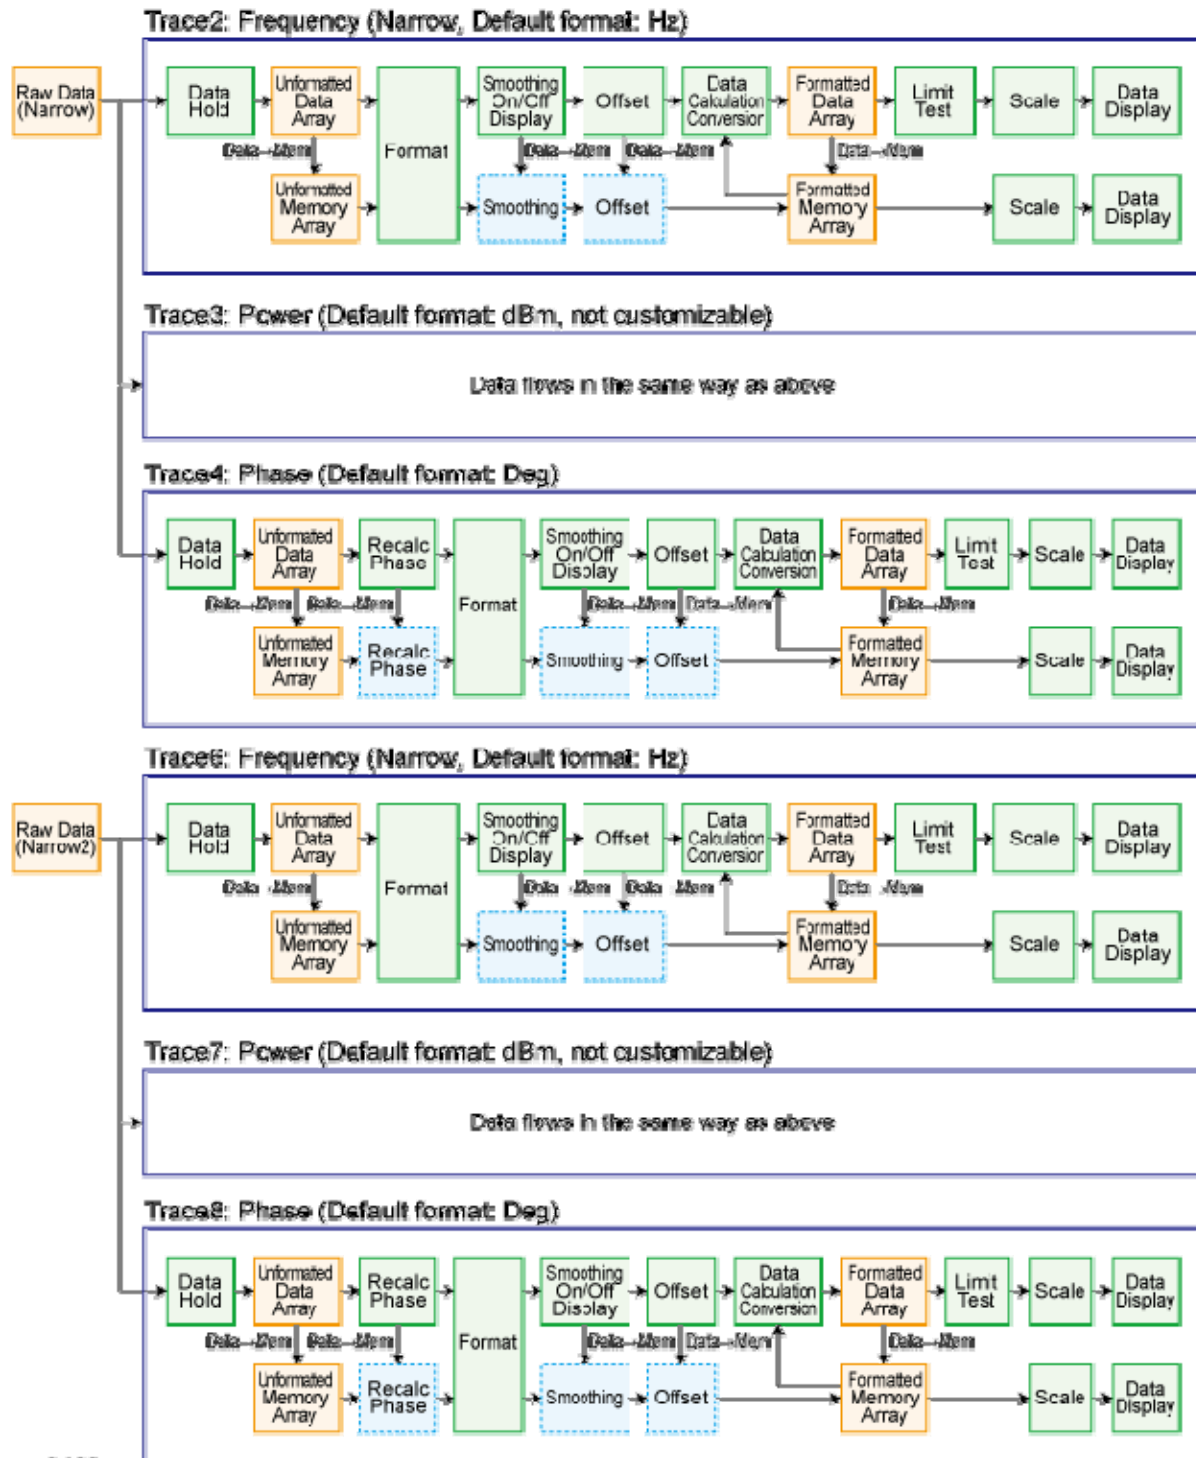 Trace2: Frequency (Narrow, Default format: Hz)
Raw Data
(Narrow)
Data
Hold
Unformatted
Data
Array
Format
Smoothing
On/Off
Display
Offset
Data
Calculation
Conversion
Formatted
Data
Array
Limit
Test
Scale
Data
Display
Data→Mem
Data→Mem
Data→Mem
Data→Mem
Unformatted
Memory
Array
Smoothing
Offset
Formatted
Memory
Array
Scale
Data
Display
Trace3: Power (Default format: dBm, not customizable)
Data flows in the same way as above
Trace4: Phase (Default format: Deg)
Data
Hold
Unformatted
Data
Array
Recalc
Phase
Format
Smoothing
On/Off
Display
Offset
Data
Calculation
Conversion
Formatted
Data
Array
Limit
Test
Scale
Data
Display
Data→Mem
Data→Mem
Data→Mem
Data→Mem
Data→Mem
Unformatted
Memory
Array
Recalc
Phase
Smoothing
Offset
Formatted
Memory
Array
Scale
Data
Display
Trace6: Frequency (Narrow, Default format: Hz)
Raw Data
(Narrow2)
Data
Hold
Unformatted
Data
Array
Format
Smoothing
On/Off
Display
Offset
Data
Calculation
Conversion
Formatted
Data
Array
Limit
Test
Scale
Data
Display
Data→Mem
Data→Mem
Data→Mem
Data→Mem
Unformatted
Memory
Array
Smoothing
Offset
Formatted
Memory
Array
Scale
Data
Display
Trace7: Power (Default format: dBm, not customizable)
Data flows in the same way as above
Trace8: Phase (Default format: Deg)
Data
Hold
Unformatted
Data
Array
Recalc
Phase
Format
Smoothing
On/Off
Display
Offset
Data
Calculation
Conversion
Formatted
Data
Array
Limit
Test
Scale
Data
Display
Data→Mem
Data→Mem
Data→Mem
Data→Mem
Data→Mem
Unformatted
Memory
Array
Recalc
Phase
Smoothing
Offset
Formatted
Memory
Array
Scale
Data
Display